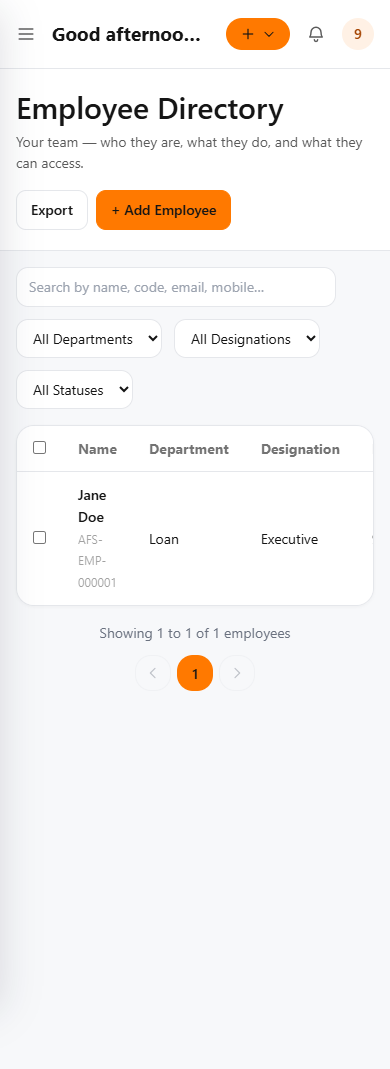 Good afternoo...
9
Employee Directory
Your team — who they are, what they do, and what they
can access.
Export
+ Add Employee
Search by name, code, email, mobile...
All Departments
All Designations
All Statuses
Name Department Designation
Jane
Doe
AFS-
EMP-
000001
Loan
Executive
Showing 1 to 1 of 1 employees
1